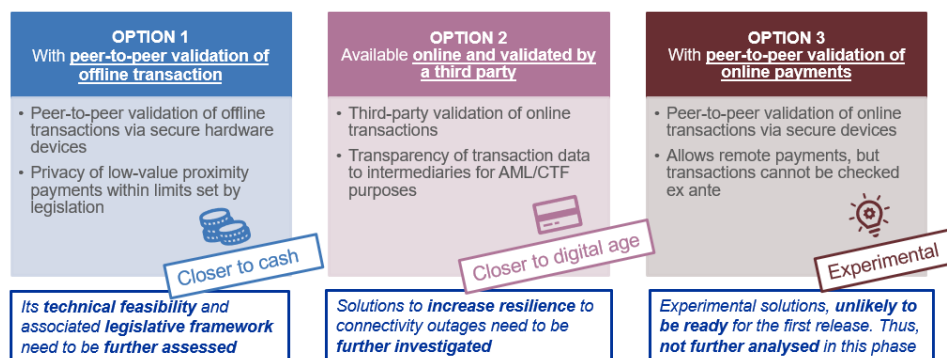 OPTION 1
With peer-to-peer validation of
offline transaction
• Peer-to-peer validation of offline
transactions via secure hardware
devices
• Privacy of low-value proximity
payments within limits set by
legislation
Closer to cash
Its technical feasibility and
associated legislative framework
need to be further assessed
OPTION 2
Available online and validated by
a third party
• Third-party validation of online
transactions
• Transparency of transaction data
to intermediaries for AML/CTF
purposes
Closer to digital age
Solutions to increase resilience to
connectivity outages need to be
further investigated
OPTION 3
With peer-to-peer validation of
online payments
• Peer-to-peer validation of online
transactions via secure devices
• Allows remote payments, but
transactions cannot be checked
ex ante
Experimental
Experimental solutions, unlikely to
be ready for the first release. Thus,
not further analysed in this phase